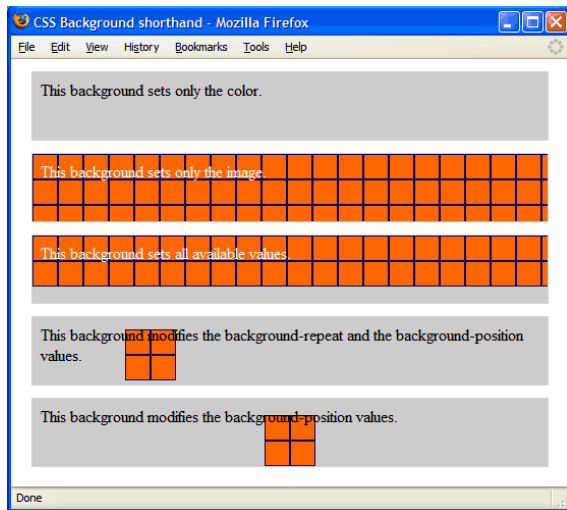 CSS Background shorthand - Mozilla Firefox
File Edit View History Bookmarks Tools Help
This background sets only the color.
This background sets only the image.
This background sets all available values.
This background modifies the background-repeat and the background-position
values.
This background modifies the background-position values.
Done